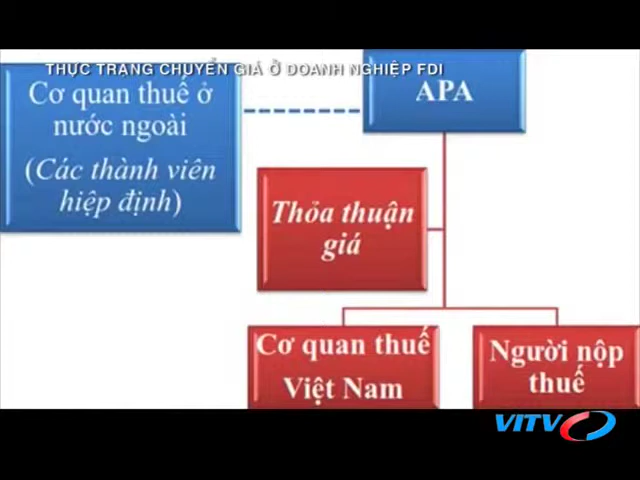 THỰC TRẠNG CHUYỂN GIÁ Ở DOANH NGHIỆP FDI
Cơ quan thuế ở
nước ngoài
(Các thành viên
hiệp định)
APA
Thỏa thuận
giá
Cơ quan thuế
Việt Nam
Người nộp
thuế
VITV